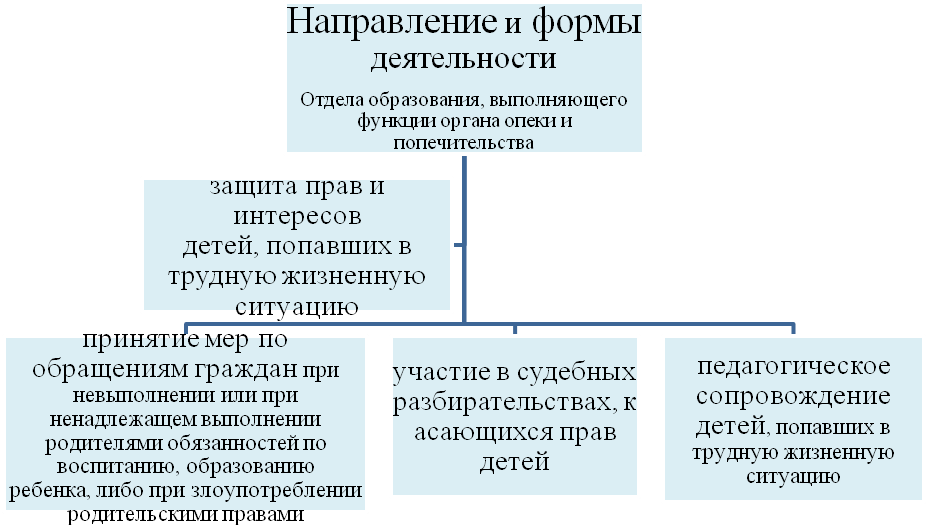 Направление и формы
деятельности
Отдела образования, выполняющего
функции органа опеки и
попечительства
защита прав и
интересов
детей, попавших в
трудную жизненную
ситуацию
принятие мер по
обращениям граждан при
невыполнении или при
ненадлежащем выполнении
родителями обязанностей по
воспитанию, образованию
ребенка, либо при злоупотреблении
родительскими правами
участие в судебных
разбирательствах, к
асающихся прав
детей
педагогическое
сопровождение
детей, попавших в
трудную жизненную
ситуацию